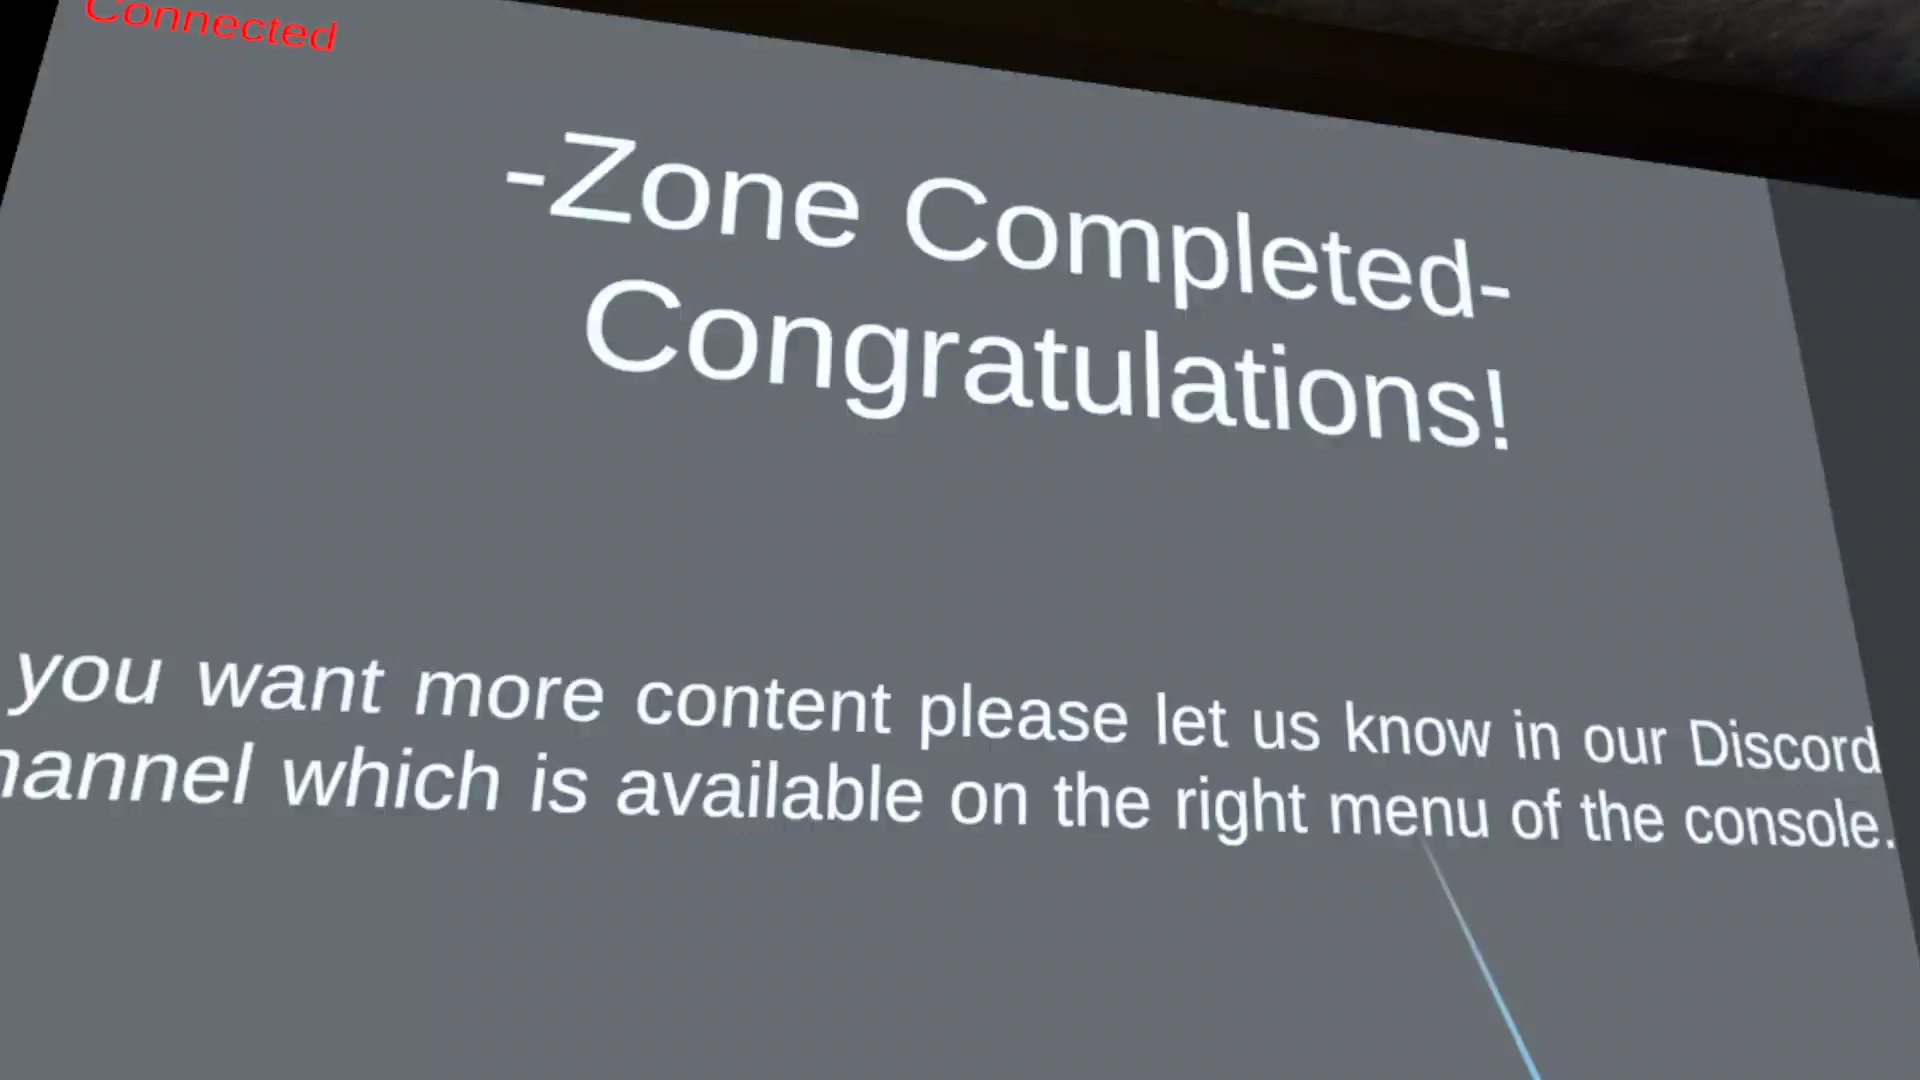 Connected
-Zone Completed-
Congratulations!
you want more content please let us know in our Discord
which is available on the right menu of the console.